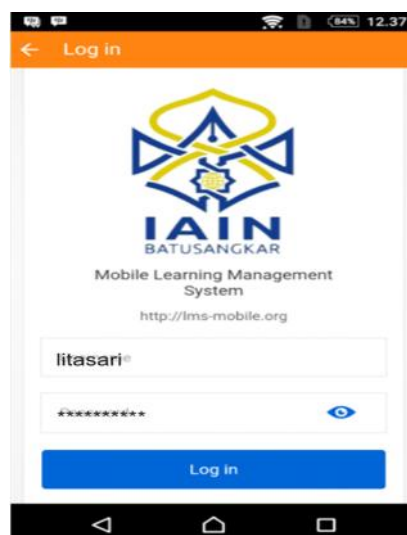 84% 12.37
Log in
IAIN
BATUSANGKAR
Mobile Learning Management
System
http://lms-mobile.org
litasari
**********
Log in